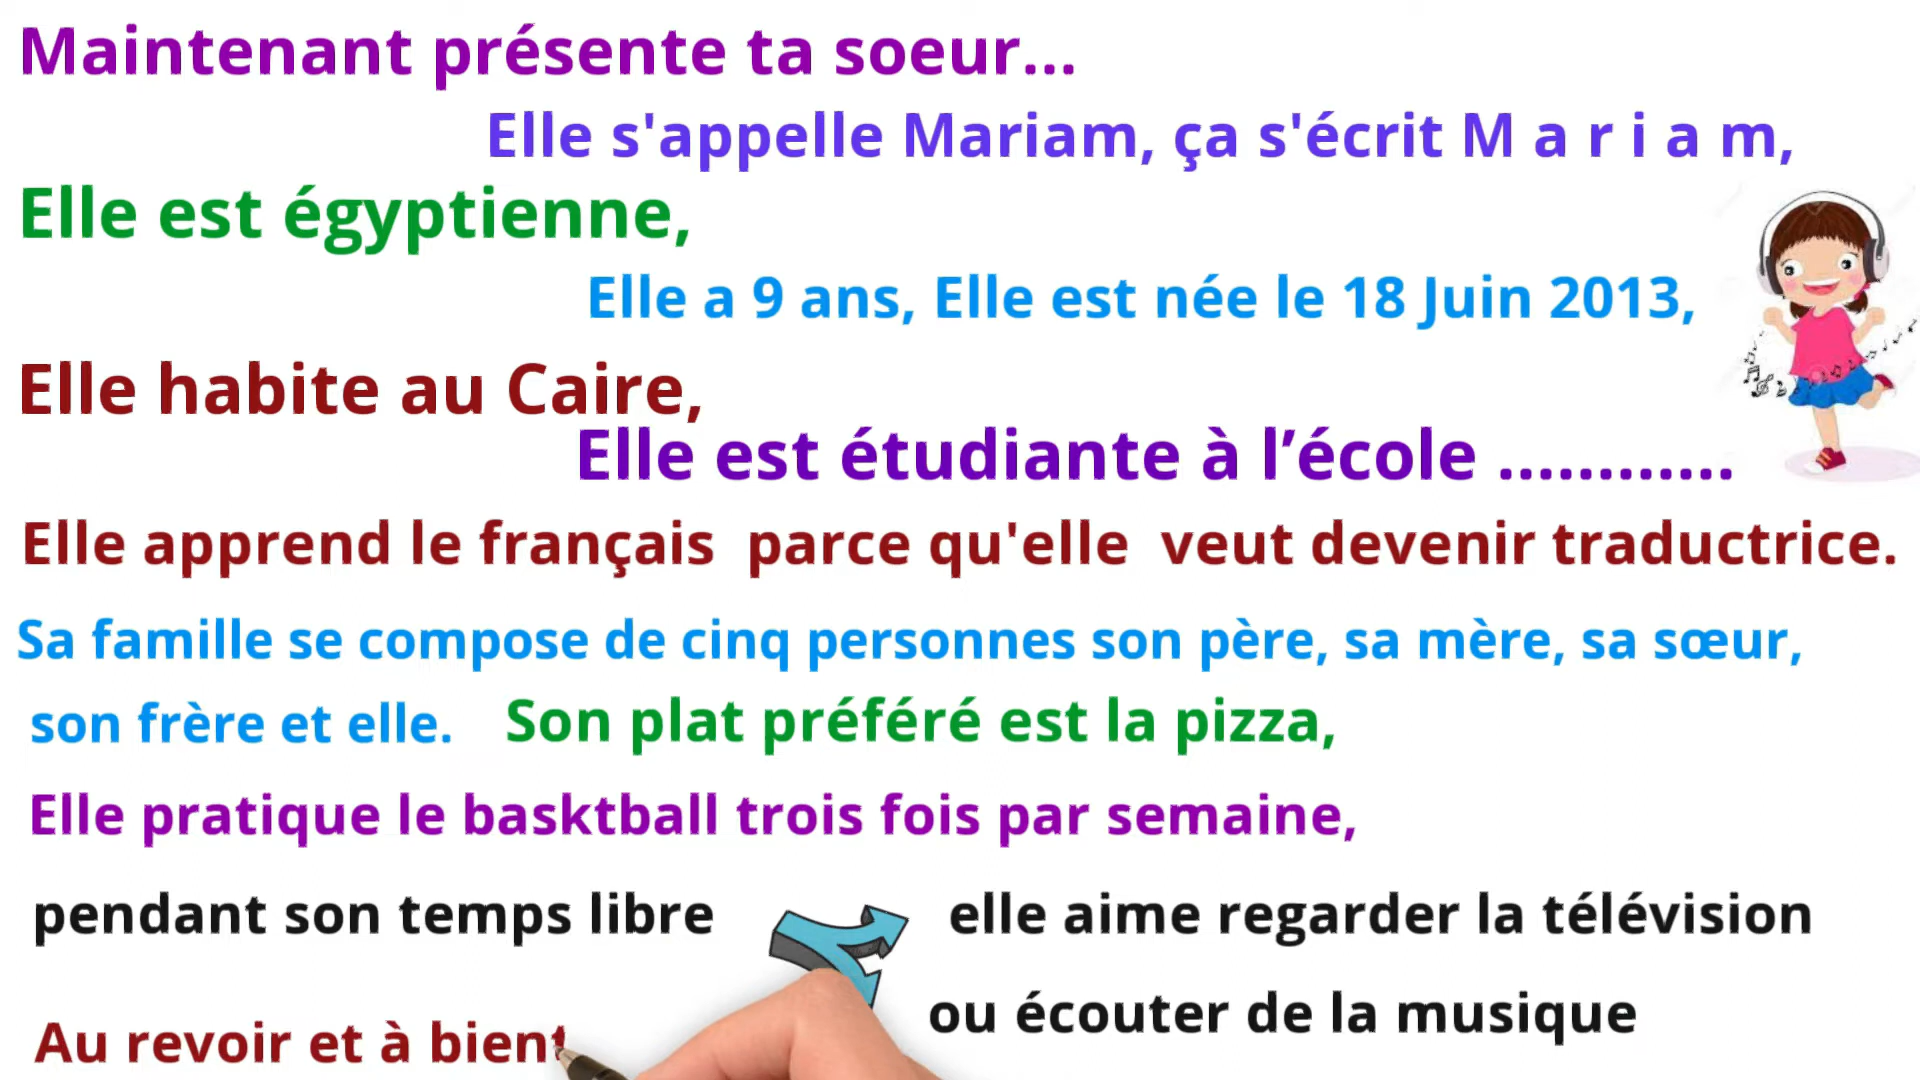 Maintenant présente ta soeur...
Elle s'appelle Mariam, ça s'écrit M a r i a m,
Elle est égyptienne,
Elle a 9 ans, Elle est née le 18 Juin 2013,
Elle habite au Caire,
Elle est étudiante à l’école ............
Elle apprend le français parce qu'elle veut devenir traductrice.
Sa famille se compose de cinq personnes son père, sa mère, sa sœur,
son frère et elle. Son plat préféré est la pizza,
Elle pratique le basktball trois fois par semaine,
pendant son temps libre elle aime regarder la télévision
ou écouter de la musique
Au revoir et à bient